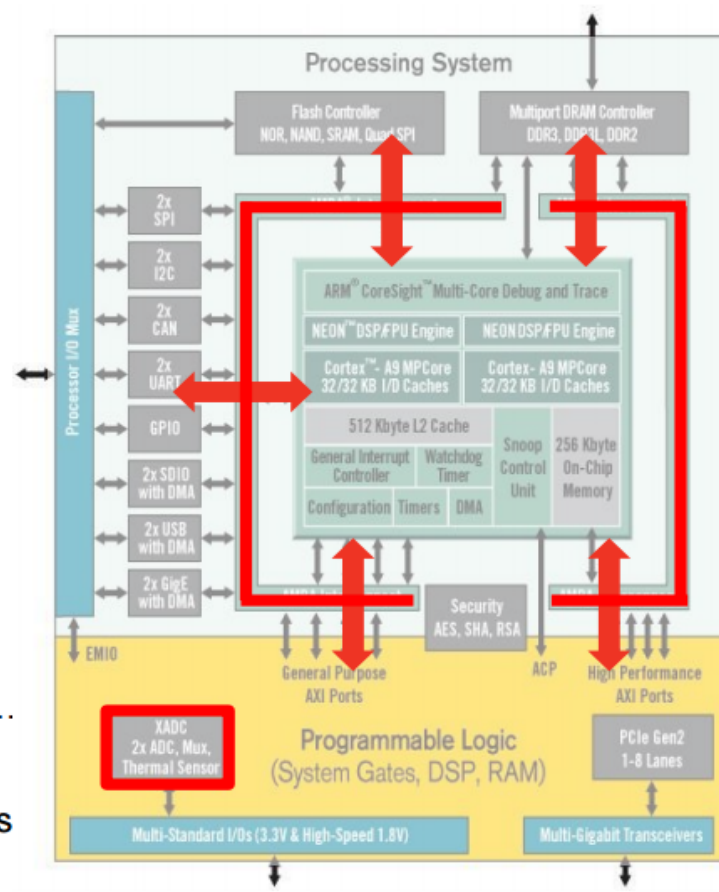 Processing System
Flash Controller
NOR, NAND, SRAM, Quad SPI
Multiport DRAM Controller
DDR3, DDR3L, DDR2
Processor I/O Mux
2x
SPI
2x
I2C
2x
CAN
2x
UART
GPIO
2x SDIO
with DMA
2x USB
with DMA
2x GigE
with DMA
ARM® CoreSight™ Multi-Core Debug and Trace
NEON™ DSP/FPU Engine
NEON DSP/FPU Engine
Cortex™- A9 MPCore
32/32 KB I/D Caches
Cortex- A9 MPCore
32/32 KB I/D Caches
512 Kbyte L2 Cache
General Interrupt
Controller
Watchdog
Timer
Configuration
Timers
DMA
Snoop
Control
Unit
256 Kbyte
On-Chip
Memory
Security
AES, SHA, RSA
EMIO
General Purpose
AXI Ports
ACP
High Performance
AXI Ports
XADC
2x ADC, Mux,
Thermal Sensor
Programmable Logic
(System Gates, DSP, RAM)
PCIe Gen2
1-8 Lanes
s
Multi-Standard I/Os (3.3V & High-Speed 1.8V)
Multi-Gigabit Transceivers